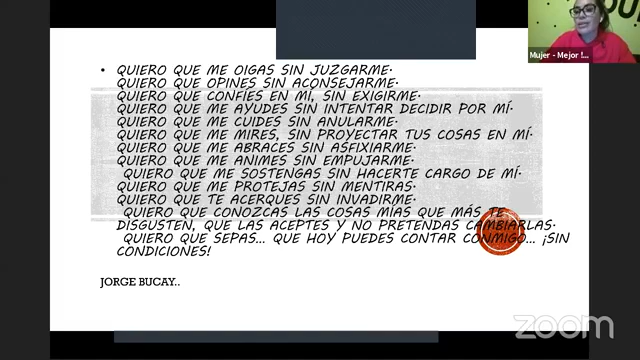 OU!
Mujer - Mejor !...
• QUIERO QUE ME OIGAS SIN JUZGARME.
QUIERO QUE OPINES SIN ACONSEJARME.
QUIERO QUE CONFÍES EN MÍ, SIN EXIGIRME.
QUIERO QUE ME AYUDES SIN INTENTAR DECIDIR POR MÍ.
QUIERO QUE ME CUIDES SIN ANULARME.
QUIERO QUE ME MIRES, SIN PROYECTAR TUS COSAS EN MÍ.
QUIERO QUE ME ABRACES SIN ASFIXIARME.
QUIERO QUE ME ANIMES SIN EMPUJARME.
QUIERO QUE ME SOSTENGAS SIN HACERTE CARGO DE MÍ.
QUIERO QUE ME PROTEJAS SIN MENTIRAS.
QUIERO QUE TE ACERQUES SIN INVADIRME.
QUIERO QUE CONOZCAS LAS COSAS MÍAS QUE MÁS TE
DISGUSTEN, QUE LAS ACEPTES Y NO PRETENDAS CAMBIARLAS.
QUIERO QUE SEPAS... QUE HOY PUEDES CONTAR CONMIGO... ¡SIN
CONDICIONES!
JORGE BUCAY..
zoom